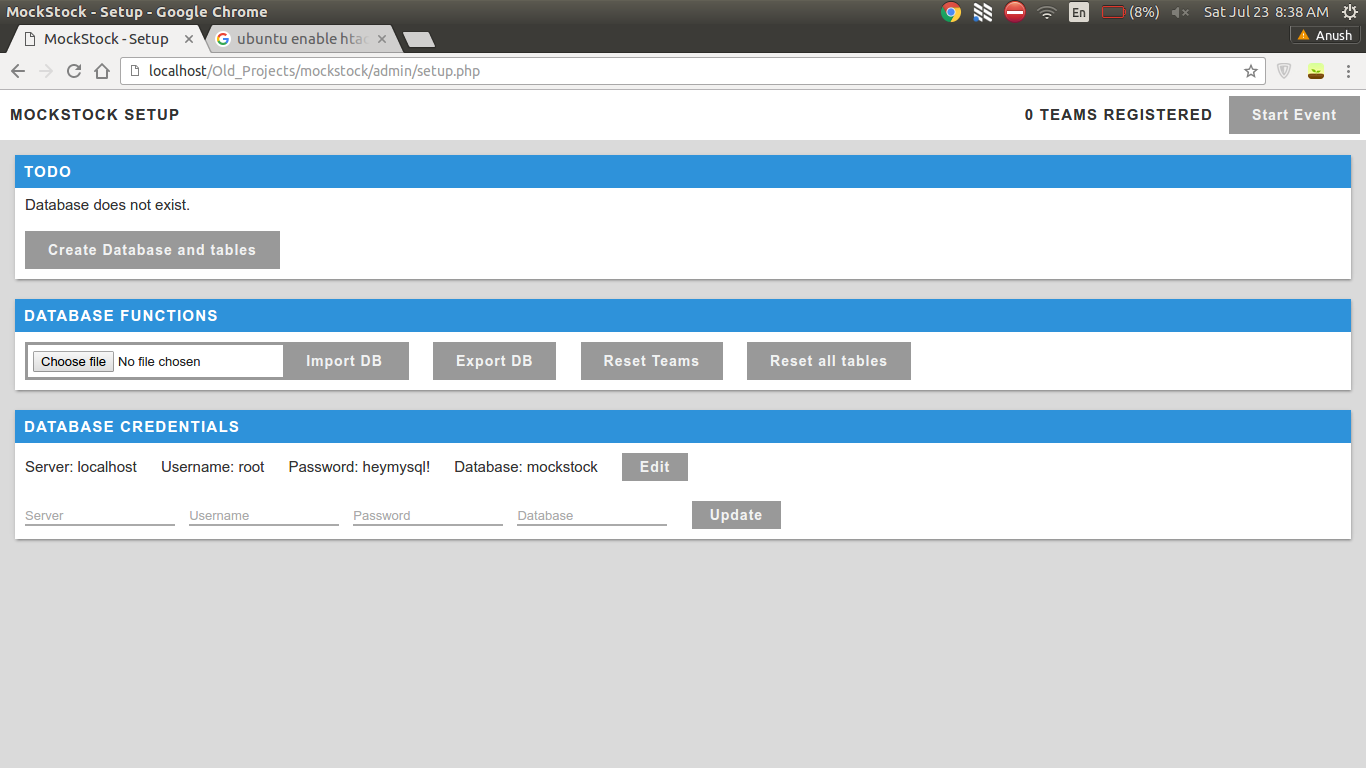 MockStock - Setup - Google Chrome En (8%) Sat Jul 23 8:38 AM
MockStock - Setup ubuntu enable htac Anush
localhost/Old_Projects/mockstock/admin/setup.php
MOCKSTOCK SETUP 0 TEAMS REGISTERED Start Event
TODO
Database does not exist.
Create Database and tables
DATABASE FUNCTIONS
Choose file No file chosen Import DB Export DB Reset Teams Reset all tables
DATABASE CREDENTIALS
Server: localhost Username: root Password: heymysql! Database: mockstock Edit
Server Username Password Database Update